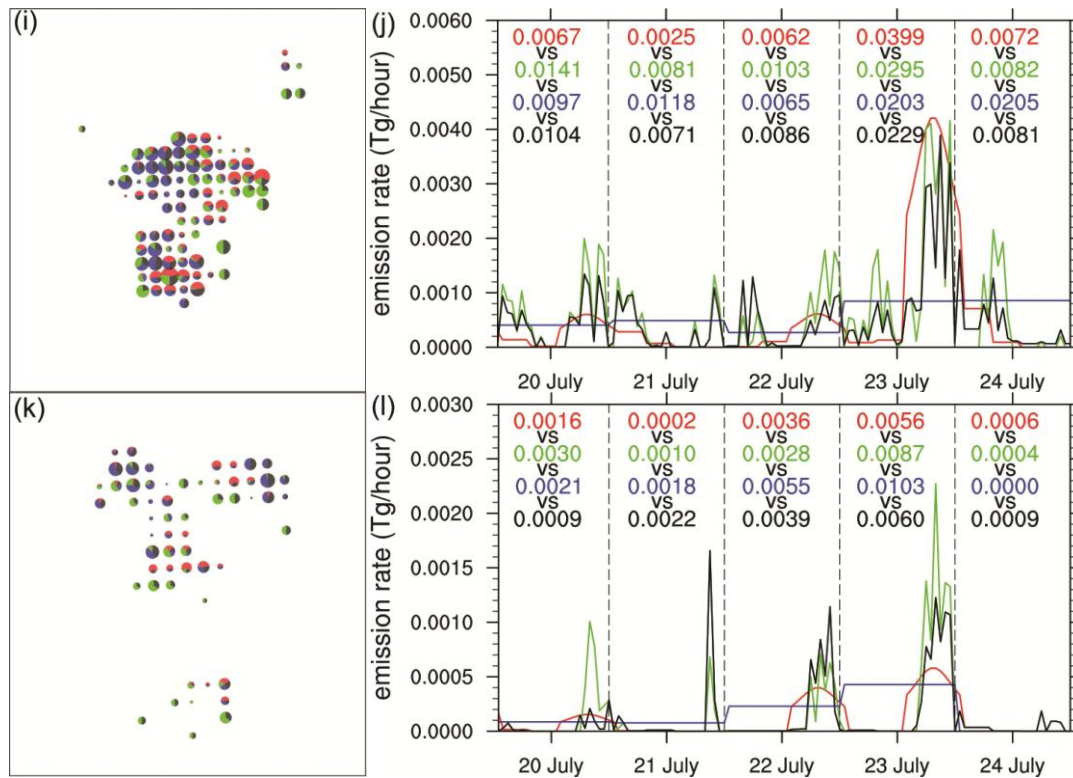 (i)
(j)
emission rate (Tg/hour)
0.0060
0.0050
0.0040
0.0030
0.0020
0.0010
0.0000
0.0067 0.0025 0.0062 0.0399 0.0072
vs vs vs vs vs
0.0141 0.0081 0.0103 0.0295 0.0082
vs vs vs vs vs
0.0097 0.0118 0.0065 0.0203 0.0205
vs vs vs vs vs
0.0104 0.0071 0.0086 0.0229 0.0081
20 July 21 July 22 July 23 July 24 July
(k)
(l)
emission rate (Tg/hour)
0.0030
0.0025
0.0020
0.0015
0.0010
0.0005
0.0000
0.0016 0.0002 0.0036 0.0056 0.0006
vs vs vs vs vs
0.0030 0.0010 0.0028 0.0087 0.0004
vs vs vs vs vs
0.0021 0.0018 0.0055 0.0103 0.0000
vs vs vs vs vs
0.0009 0.0022 0.0039 0.0060 0.0009
20 July 21 July 22 July 23 July 24 July